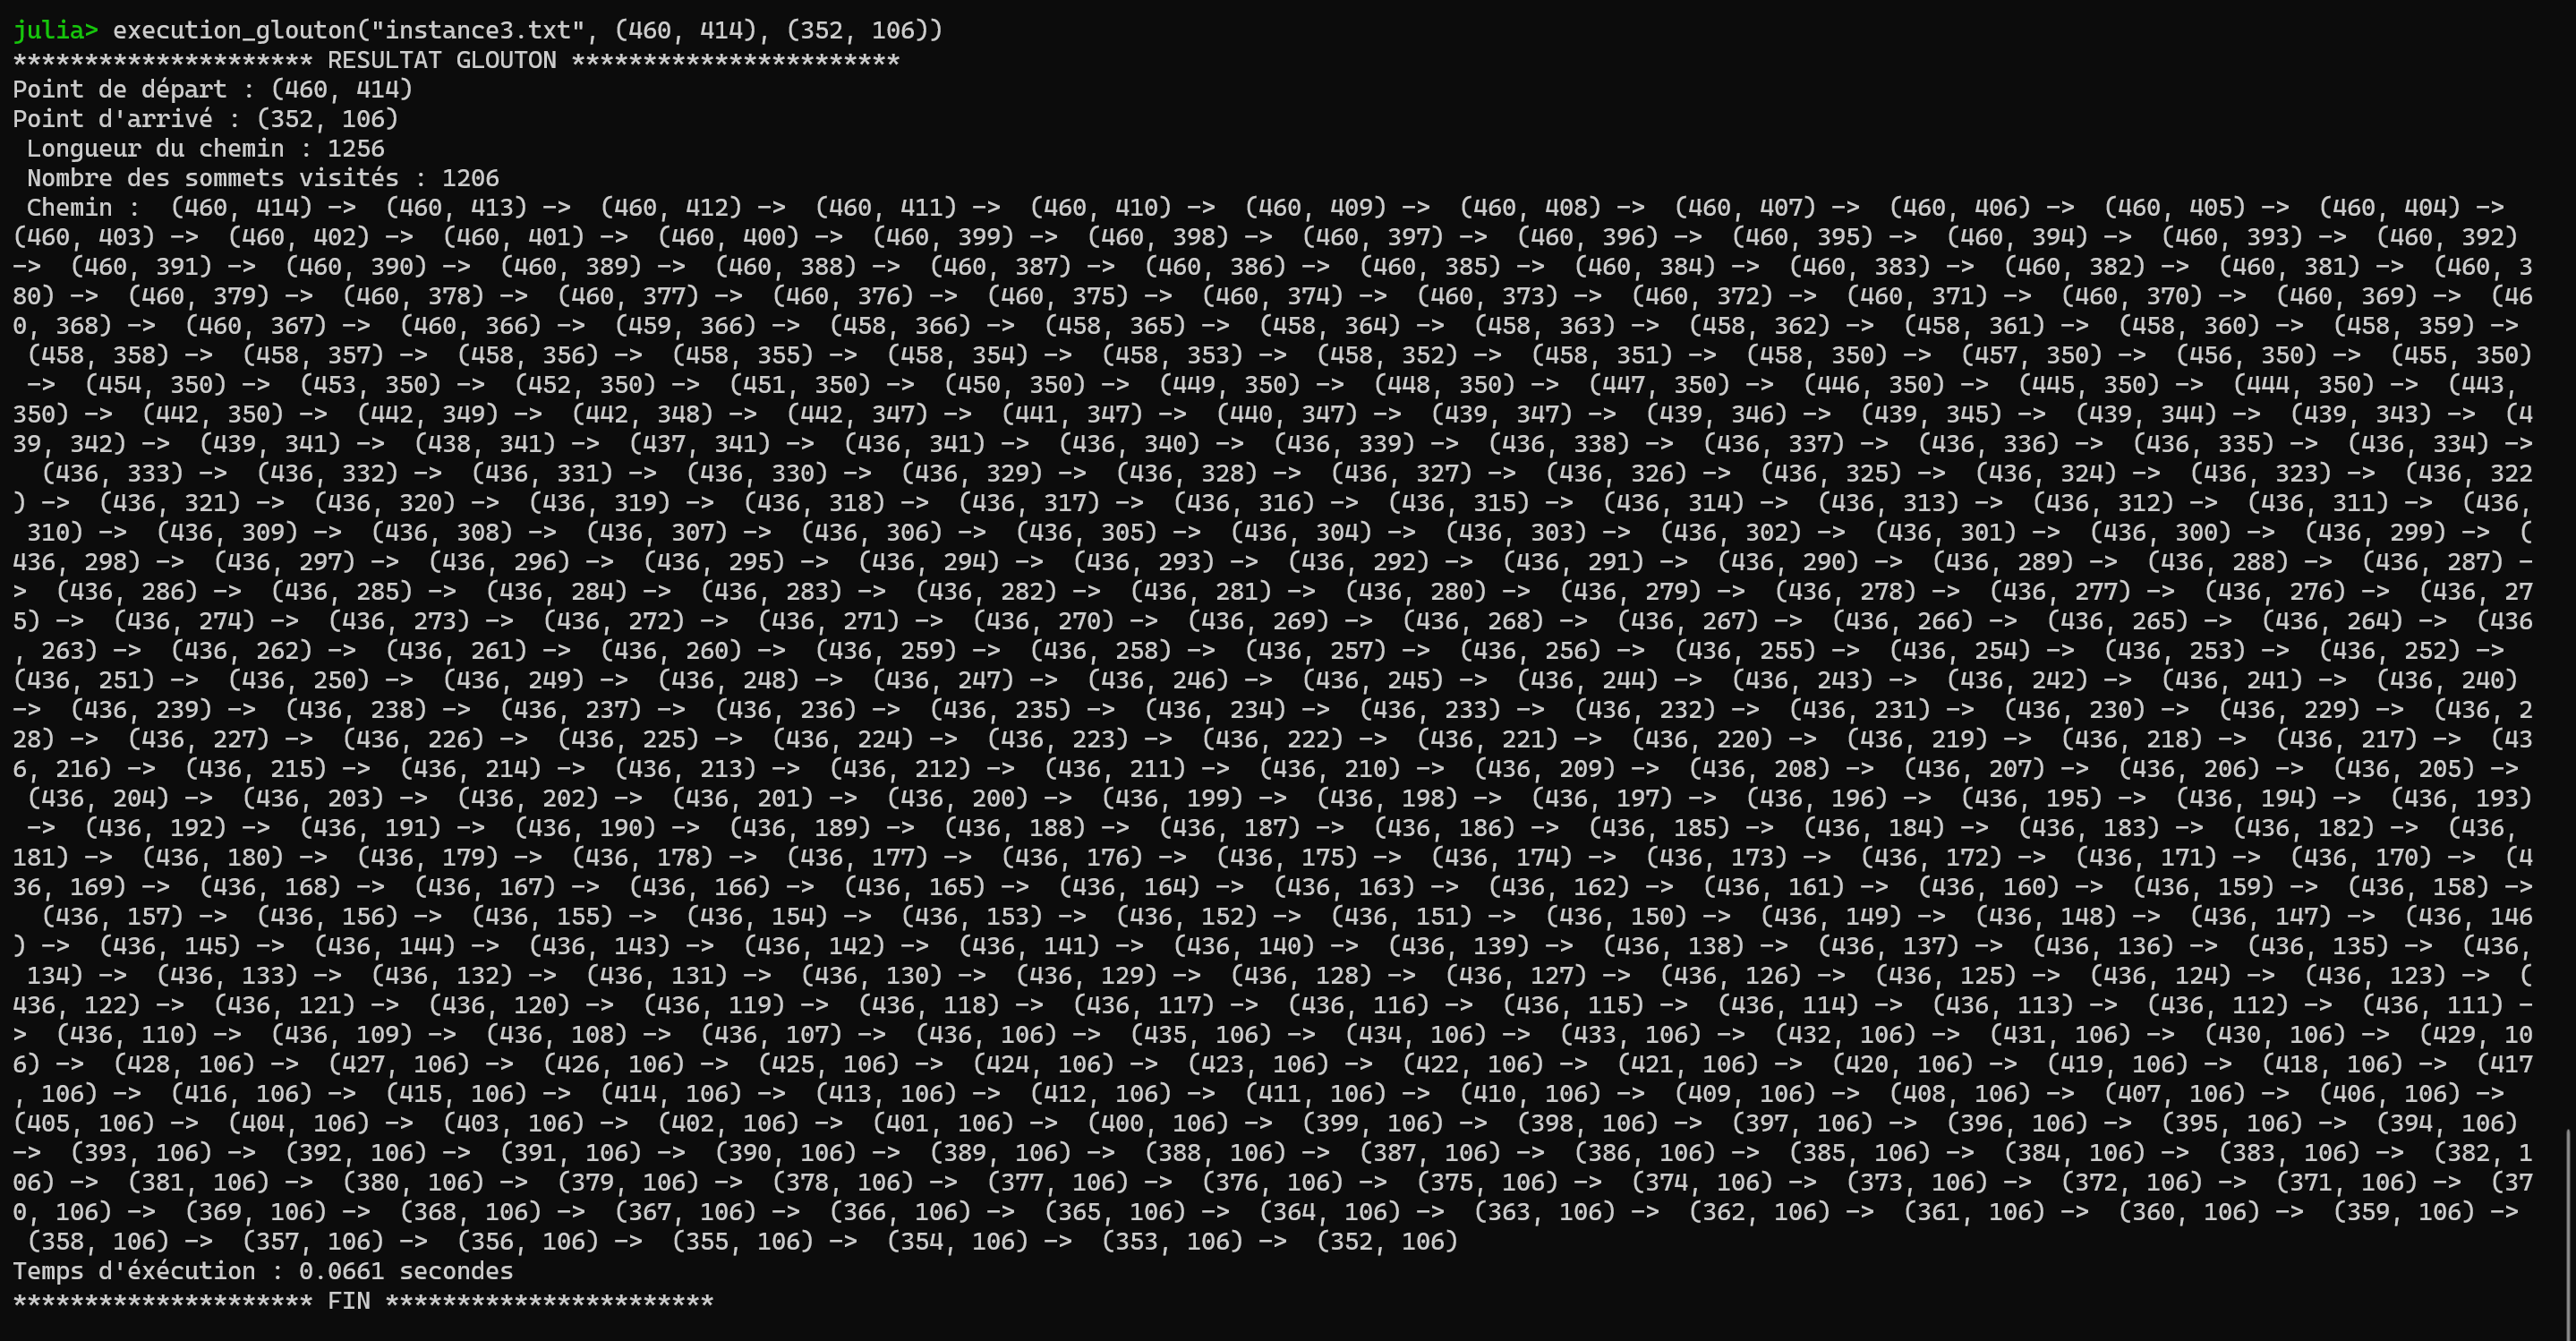 julia> execution_glouton("instance3.txt", (460, 414), (352, 106))
********************* RESULTAT GLOUTON ***********************
Point de départ : (460, 414)
Point d'arrivé : (352, 106)
 Longueur du chemin : 1256
 Nombre des sommets visités : 1206
 Chemin :  (460, 414) ->  (460, 413) ->  (460, 412) ->  (460, 411) ->  (460, 410) ->  (460, 409) ->  (460, 408) ->  (460, 407) ->  (460, 406) ->  (460, 405) ->  (460, 404) ->
(460, 403) ->  (460, 402) ->  (460, 401) ->  (460, 400) ->  (460, 399) ->  (460, 398) ->  (460, 397) ->  (460, 396) ->  (460, 395) ->  (460, 394) ->  (460, 393) ->  (460, 392)
->  (460, 391) ->  (460, 390) ->  (460, 389) ->  (460, 388) ->  (460, 387) ->  (460, 386) ->  (460, 385) ->  (460, 384) ->  (460, 383) ->  (460, 382) ->  (460, 381) ->  (460, 3
80) ->  (460, 379) ->  (460, 378) ->  (460, 377) ->  (460, 376) ->  (460, 375) ->  (460, 374) ->  (460, 373) ->  (460, 372) ->  (460, 371) ->  (460, 370) ->  (460, 369) ->  (46
0, 368) ->  (460, 367) ->  (460, 366) ->  (459, 366) ->  (458, 366) ->  (458, 365) ->  (458, 364) ->  (458, 363) ->  (458, 362) ->  (458, 361) ->  (458, 360) ->  (458, 359) ->
 (458, 358) ->  (458, 357) ->  (458, 356) ->  (458, 355) ->  (458, 354) ->  (458, 353) ->  (458, 352) ->  (458, 351) ->  (458, 350) ->  (457, 350) ->  (456, 350) ->  (455, 350)
 ->  (454, 350) ->  (453, 350) ->  (452, 350) ->  (451, 350) ->  (450, 350) ->  (449, 350) ->  (448, 350) ->  (447, 350) ->  (446, 350) ->  (445, 350) ->  (444, 350) ->  (443,
350) ->  (442, 350) ->  (442, 349) ->  (442, 348) ->  (442, 347) ->  (441, 347) ->  (440, 347) ->  (439, 347) ->  (439, 346) ->  (439, 345) ->  (439, 344) ->  (439, 343) ->  (4
39, 342) ->  (439, 341) ->  (438, 341) ->  (437, 341) ->  (436, 341) ->  (436, 340) ->  (436, 339) ->  (436, 338) ->  (436, 337) ->  (436, 336) ->  (436, 335) ->  (436, 334) ->
  (436, 333) ->  (436, 332) ->  (436, 331) ->  (436, 330) ->  (436, 329) ->  (436, 328) ->  (436, 327) ->  (436, 326) ->  (436, 325) ->  (436, 324) ->  (436, 323) ->  (436, 322
) ->  (436, 321) ->  (436, 320) ->  (436, 319) ->  (436, 318) ->  (436, 317) ->  (436, 316) ->  (436, 315) ->  (436, 314) ->  (436, 313) ->  (436, 312) ->  (436, 311) ->  (436,
 310) ->  (436, 309) ->  (436, 308) ->  (436, 307) ->  (436, 306) ->  (436, 305) ->  (436, 304) ->  (436, 303) ->  (436, 302) ->  (436, 301) ->  (436, 300) ->  (436, 299) ->  (
436, 298) ->  (436, 297) ->  (436, 296) ->  (436, 295) ->  (436, 294) ->  (436, 293) ->  (436, 292) ->  (436, 291) ->  (436, 290) ->  (436, 289) ->  (436, 288) ->  (436, 287) -
>  (436, 286) ->  (436, 285) ->  (436, 284) ->  (436, 283) ->  (436, 282) ->  (436, 281) ->  (436, 280) ->  (436, 279) ->  (436, 278) ->  (436, 277) ->  (436, 276) ->  (436, 27
5) ->  (436, 274) ->  (436, 273) ->  (436, 272) ->  (436, 271) ->  (436, 270) ->  (436, 269) ->  (436, 268) ->  (436, 267) ->  (436, 266) ->  (436, 265) ->  (436, 264) ->  (436
, 263) ->  (436, 262) ->  (436, 261) ->  (436, 260) ->  (436, 259) ->  (436, 258) ->  (436, 257) ->  (436, 256) ->  (436, 255) ->  (436, 254) ->  (436, 253) ->  (436, 252) ->
(436, 251) ->  (436, 250) ->  (436, 249) ->  (436, 248) ->  (436, 247) ->  (436, 246) ->  (436, 245) ->  (436, 244) ->  (436, 243) ->  (436, 242) ->  (436, 241) ->  (436, 240)
->  (436, 239) ->  (436, 238) ->  (436, 237) ->  (436, 236) ->  (436, 235) ->  (436, 234) ->  (436, 233) ->  (436, 232) ->  (436, 231) ->  (436, 230) ->  (436, 229) ->  (436, 2
28) ->  (436, 227) ->  (436, 226) ->  (436, 225) ->  (436, 224) ->  (436, 223) ->  (436, 222) ->  (436, 221) ->  (436, 220) ->  (436, 219) ->  (436, 218) ->  (436, 217) ->  (43
6, 216) ->  (436, 215) ->  (436, 214) ->  (436, 213) ->  (436, 212) ->  (436, 211) ->  (436, 210) ->  (436, 209) ->  (436, 208) ->  (436, 207) ->  (436, 206) ->  (436, 205) ->
 (436, 204) ->  (436, 203) ->  (436, 202) ->  (436, 201) ->  (436, 200) ->  (436, 199) ->  (436, 198) ->  (436, 197) ->  (436, 196) ->  (436, 195) ->  (436, 194) ->  (436, 193)
 ->  (436, 192) ->  (436, 191) ->  (436, 190) ->  (436, 189) ->  (436, 188) ->  (436, 187) ->  (436, 186) ->  (436, 185) ->  (436, 184) ->  (436, 183) ->  (436, 182) ->  (436,
181) ->  (436, 180) ->  (436, 179) ->  (436, 178) ->  (436, 177) ->  (436, 176) ->  (436, 175) ->  (436, 174) ->  (436, 173) ->  (436, 172) ->  (436, 171) ->  (436, 170) ->  (4
36, 169) ->  (436, 168) ->  (436, 167) ->  (436, 166) ->  (436, 165) ->  (436, 164) ->  (436, 163) ->  (436, 162) ->  (436, 161) ->  (436, 160) ->  (436, 159) ->  (436, 158) ->
  (436, 157) ->  (436, 156) ->  (436, 155) ->  (436, 154) ->  (436, 153) ->  (436, 152) ->  (436, 151) ->  (436, 150) ->  (436, 149) ->  (436, 148) ->  (436, 147) ->  (436, 146
) ->  (436, 145) ->  (436, 144) ->  (436, 143) ->  (436, 142) ->  (436, 141) ->  (436, 140) ->  (436, 139) ->  (436, 138) ->  (436, 137) ->  (436, 136) ->  (436, 135) ->  (436,
 134) ->  (436, 133) ->  (436, 132) ->  (436, 131) ->  (436, 130) ->  (436, 129) ->  (436, 128) ->  (436, 127) ->  (436, 126) ->  (436, 125) ->  (436, 124) ->  (436, 123) ->  (
436, 122) ->  (436, 121) ->  (436, 120) ->  (436, 119) ->  (436, 118) ->  (436, 117) ->  (436, 116) ->  (436, 115) ->  (436, 114) ->  (436, 113) ->  (436, 112) ->  (436, 111) -
>  (436, 110) ->  (436, 109) ->  (436, 108) ->  (436, 107) ->  (436, 106) ->  (435, 106) ->  (434, 106) ->  (433, 106) ->  (432, 106) ->  (431, 106) ->  (430, 106) ->  (429, 10
6) ->  (428, 106) ->  (427, 106) ->  (426, 106) ->  (425, 106) ->  (424, 106) ->  (423, 106) ->  (422, 106) ->  (421, 106) ->  (420, 106) ->  (419, 106) ->  (418, 106) ->  (417
, 106) ->  (416, 106) ->  (415, 106) ->  (414, 106) ->  (413, 106) ->  (412, 106) ->  (411, 106) ->  (410, 106) ->  (409, 106) ->  (408, 106) ->  (407, 106) ->  (406, 106) ->
(405, 106) ->  (404, 106) ->  (403, 106) ->  (402, 106) ->  (401, 106) ->  (400, 106) ->  (399, 106) ->  (398, 106) ->  (397, 106) ->  (396, 106) ->  (395, 106) ->  (394, 106)
->  (393, 106) ->  (392, 106) ->  (391, 106) ->  (390, 106) ->  (389, 106) ->  (388, 106) ->  (387, 106) ->  (386, 106) ->  (385, 106) ->  (384, 106) ->  (383, 106) ->  (382, 1
06) ->  (381, 106) ->  (380, 106) ->  (379, 106) ->  (378, 106) ->  (377, 106) ->  (376, 106) ->  (375, 106) ->  (374, 106) ->  (373, 106) ->  (372, 106) ->  (371, 106) ->  (37
0, 106) ->  (369, 106) ->  (368, 106) ->  (367, 106) ->  (366, 106) ->  (365, 106) ->  (364, 106) ->  (363, 106) ->  (362, 106) ->  (361, 106) ->  (360, 106) ->  (359, 106) ->
 (358, 106) ->  (357, 106) ->  (356, 106) ->  (355, 106) ->  (354, 106) ->  (353, 106) ->  (352, 106)
Temps d'éxécution : 0.0661 secondes
********************* FIN ***********************